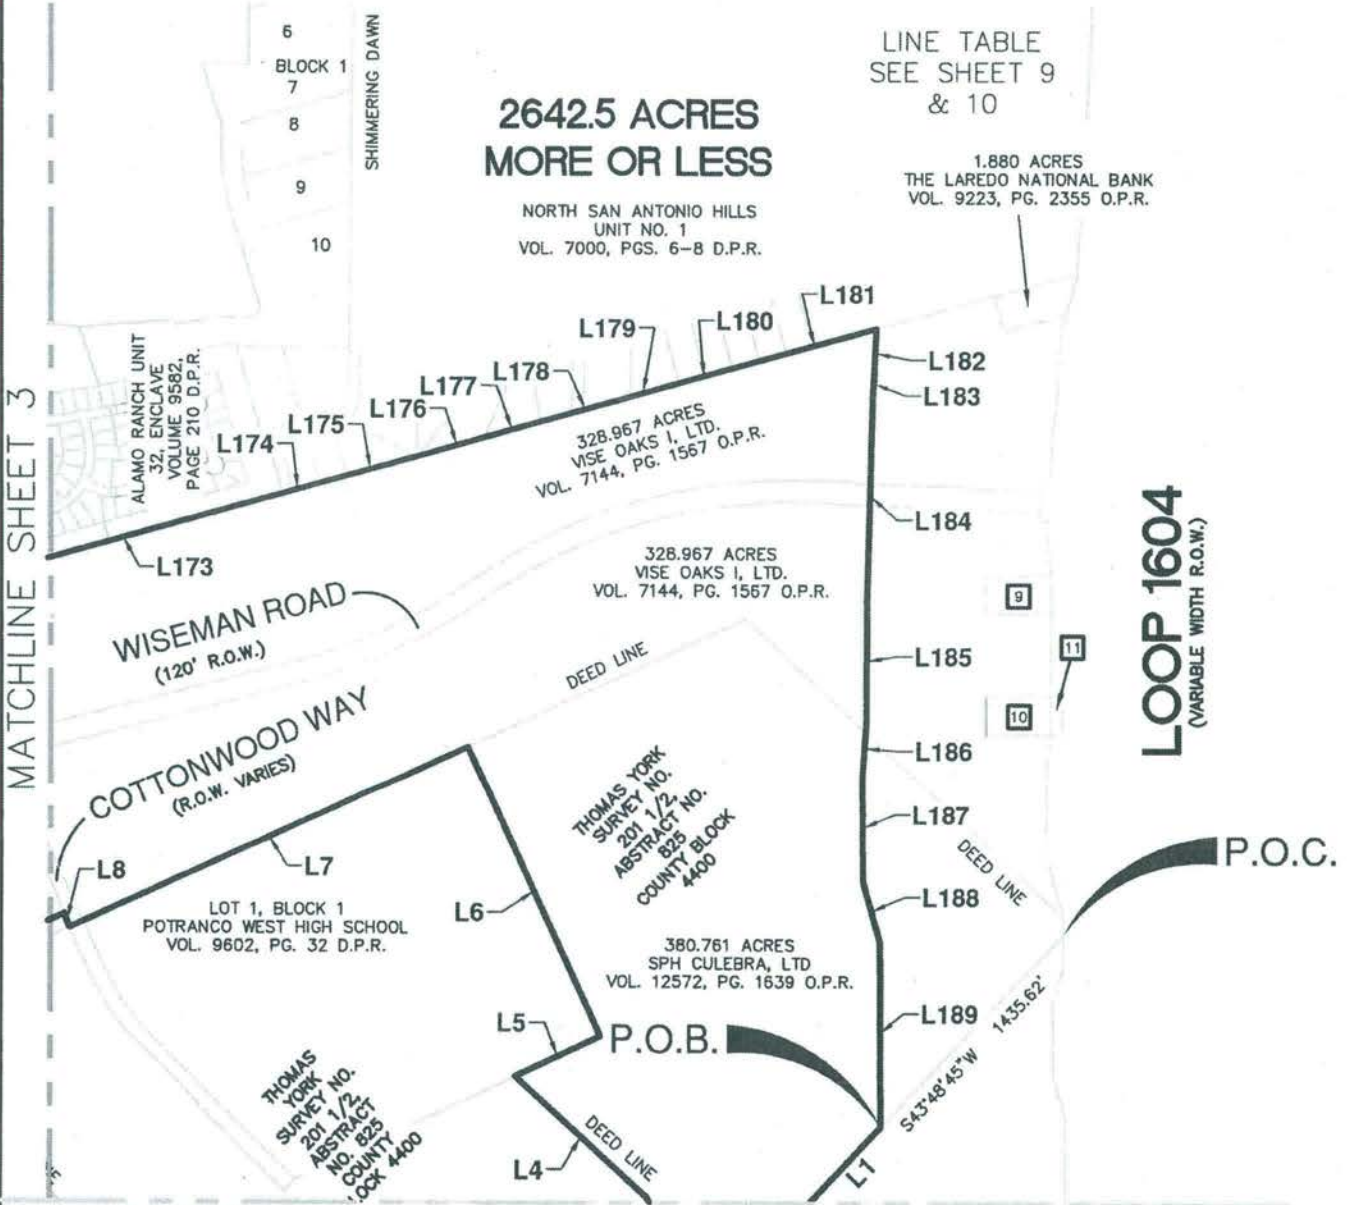 MATCHLINE SHEET 3
6
BLOCK 1
7
8
9
10
SHIMMERING DAWN
2642.5 ACRES
MORE OR LESS
NORTH SAN ANTONIO HILLS
UNIT NO. 1
VOL. 7000, PGS. 6-8 D.P.R.
LINE TABLE
SEE SHEET 9
& 10
1.880 ACRES
THE LAREDO NATIONAL BANK
VOL. 9223, PG. 2355 O.P.R.
ALAMO RANCH UNIT
32, ENCLAVE
VOLUME 9582,
PAGE 210 D.P.R.
L173
L174
L175
L176
L177
L178
L179
L180
L181
L182
L183
328.967 ACRES
VISE OAKS I, LTD.
VOL. 7144, PG. 1567 O.P.R.
L184
328.967 ACRES
VISE OAKS I, LTD.
VOL. 7144, PG. 1567 O.P.R.
LOOP 1604
(VARIABLE WIDTH R.O.W.)
9
11
10
WISEMAN ROAD
(120' R.O.W.)
DEED LINE
L185
COTTONWOOD WAY
(R.O.W. VARIES)
L186
THOMAS YORK
SURVEY NO.
201 1/2,
ABSTRACT NO.
825
COUNTY BLOCK
4400
L187
DEED LINE
P.O.C.
L8
L7
L6
L188
LOT 1, BLOCK 1
POTRANCO WEST HIGH SCHOOL
VOL. 9602, PG. 32 D.P.R.
380.761 ACRES
SPH CULEBRA, LTD
VOL. 12572, PG. 1639 O.P.R.
L5
P.O.B.
L189
S43°48'45"W 1435.62'
THOMAS
YORK
SURVEY NO.
201 1/2,
ABSTRACT
NO. 825
COUNTY
LOCK 4400
DEED LINE
L4
L1